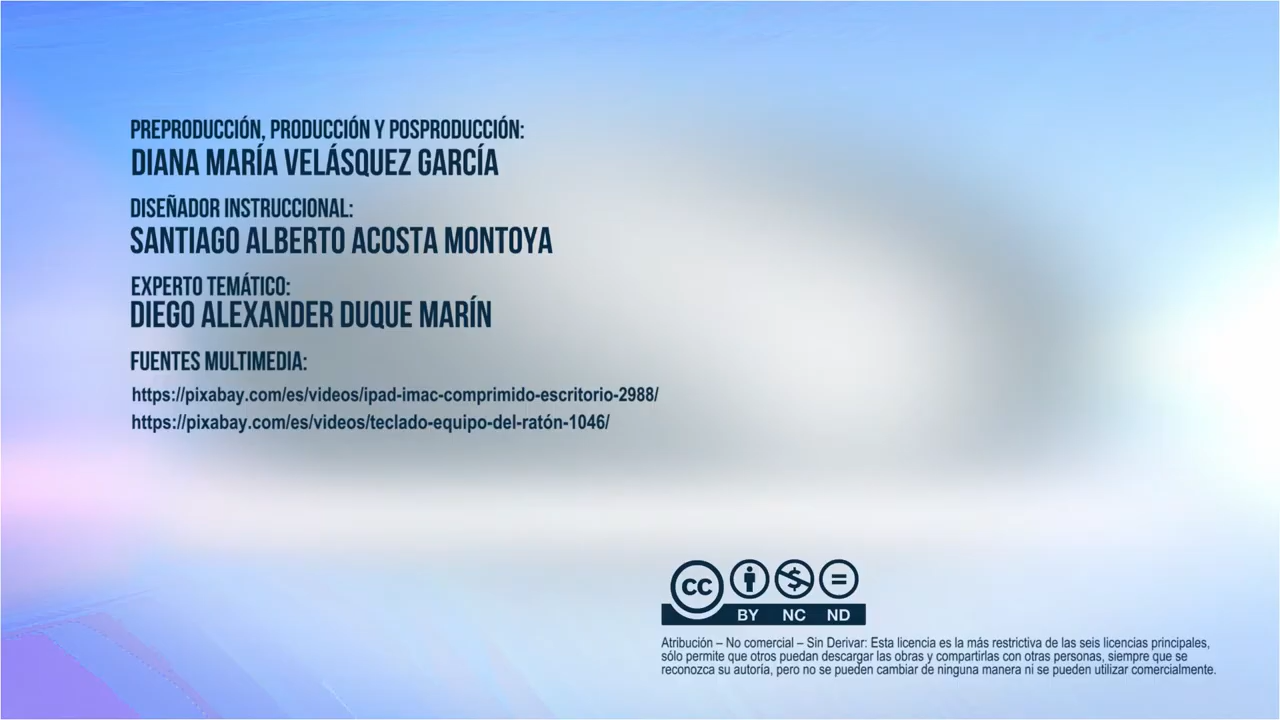 PREPRODUCCIÓN, PRODUCCIÓN Y POSPRODUCCIÓN:
DIANA MARÍA VELÁSQUEZ GARCÍA
DISEÑADOR INSTRUCCIONAL:
SANTIAGO ALBERTO ACOSTA MONTOYA
EXPERTO TEMÁTICO:
DIEGO ALEXANDER DUQUE MARÍN
FUENTES MULTIMEDIA:
https://pixabay.com/es/videos/ipad-imac-comprimido-escritorio-2988/
https://pixabay.com/es/videos/teclado-equipo-del-ratón-1046/
CC
BY NC ND
Atribución – No comercial – Sin Derivar: Esta licencia es la más restrictiva de las seis licencias principales,
sólo permite que otros puedan descargar las obras y compartirlas con otras personas, siempre que se
reconozca su autoría, pero no se pueden cambiar de ninguna manera ni se pueden utilizar comercialmente.